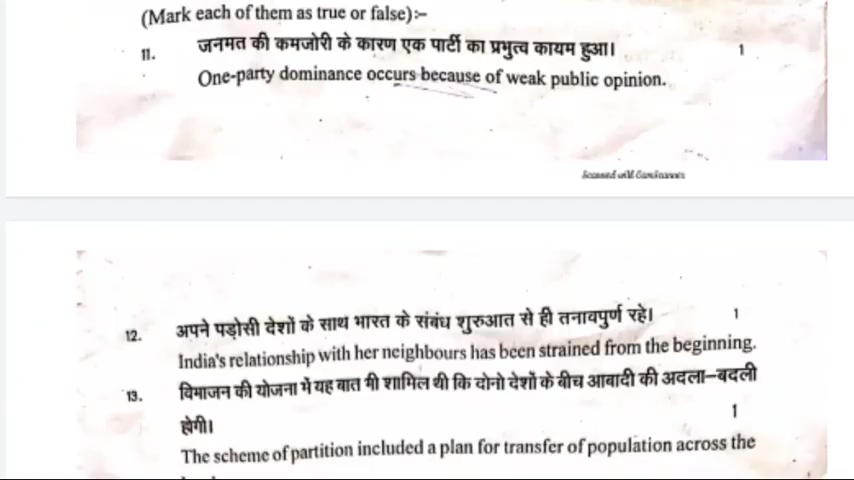 (Mark each of them as true or false):–
11. जनमत की कमजोरी के कारण एक पार्टी का प्रभुत्व कायम हुआ। 1
One-party dominance occurs because of weak public opinion.
Scanned with CamScanner
12. अपने पड़ोसी देशों के साथ भारत के संबंध शुरुआत से ही तनावपुर्ण रहे। 1
India's relationship with her neighbours has been strained from the beginning.
13. विभाजन की योजना में यह बात भी शामिल थी कि दोनो देशों के बीच आबादी की अदला–बदली
होगी। 1
The scheme of partition included a plan for transfer of population across the